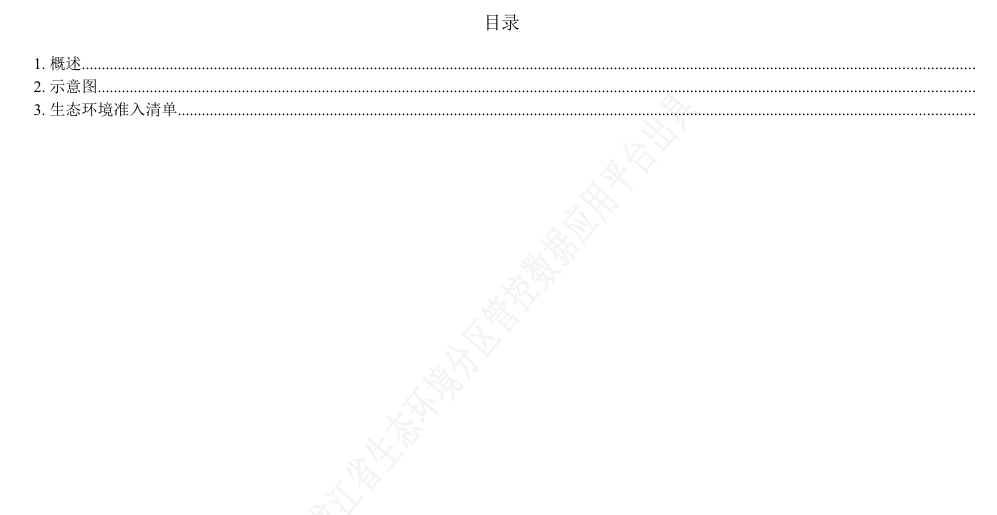 目录
1. 概述................................................................................................................................................................................................................................
2. 示意图............................................................................................................................................................................................................................
3. 生态环境准入清单........................................................................................................................................................................................................
江省生态环境分区管控数据应用平台出具